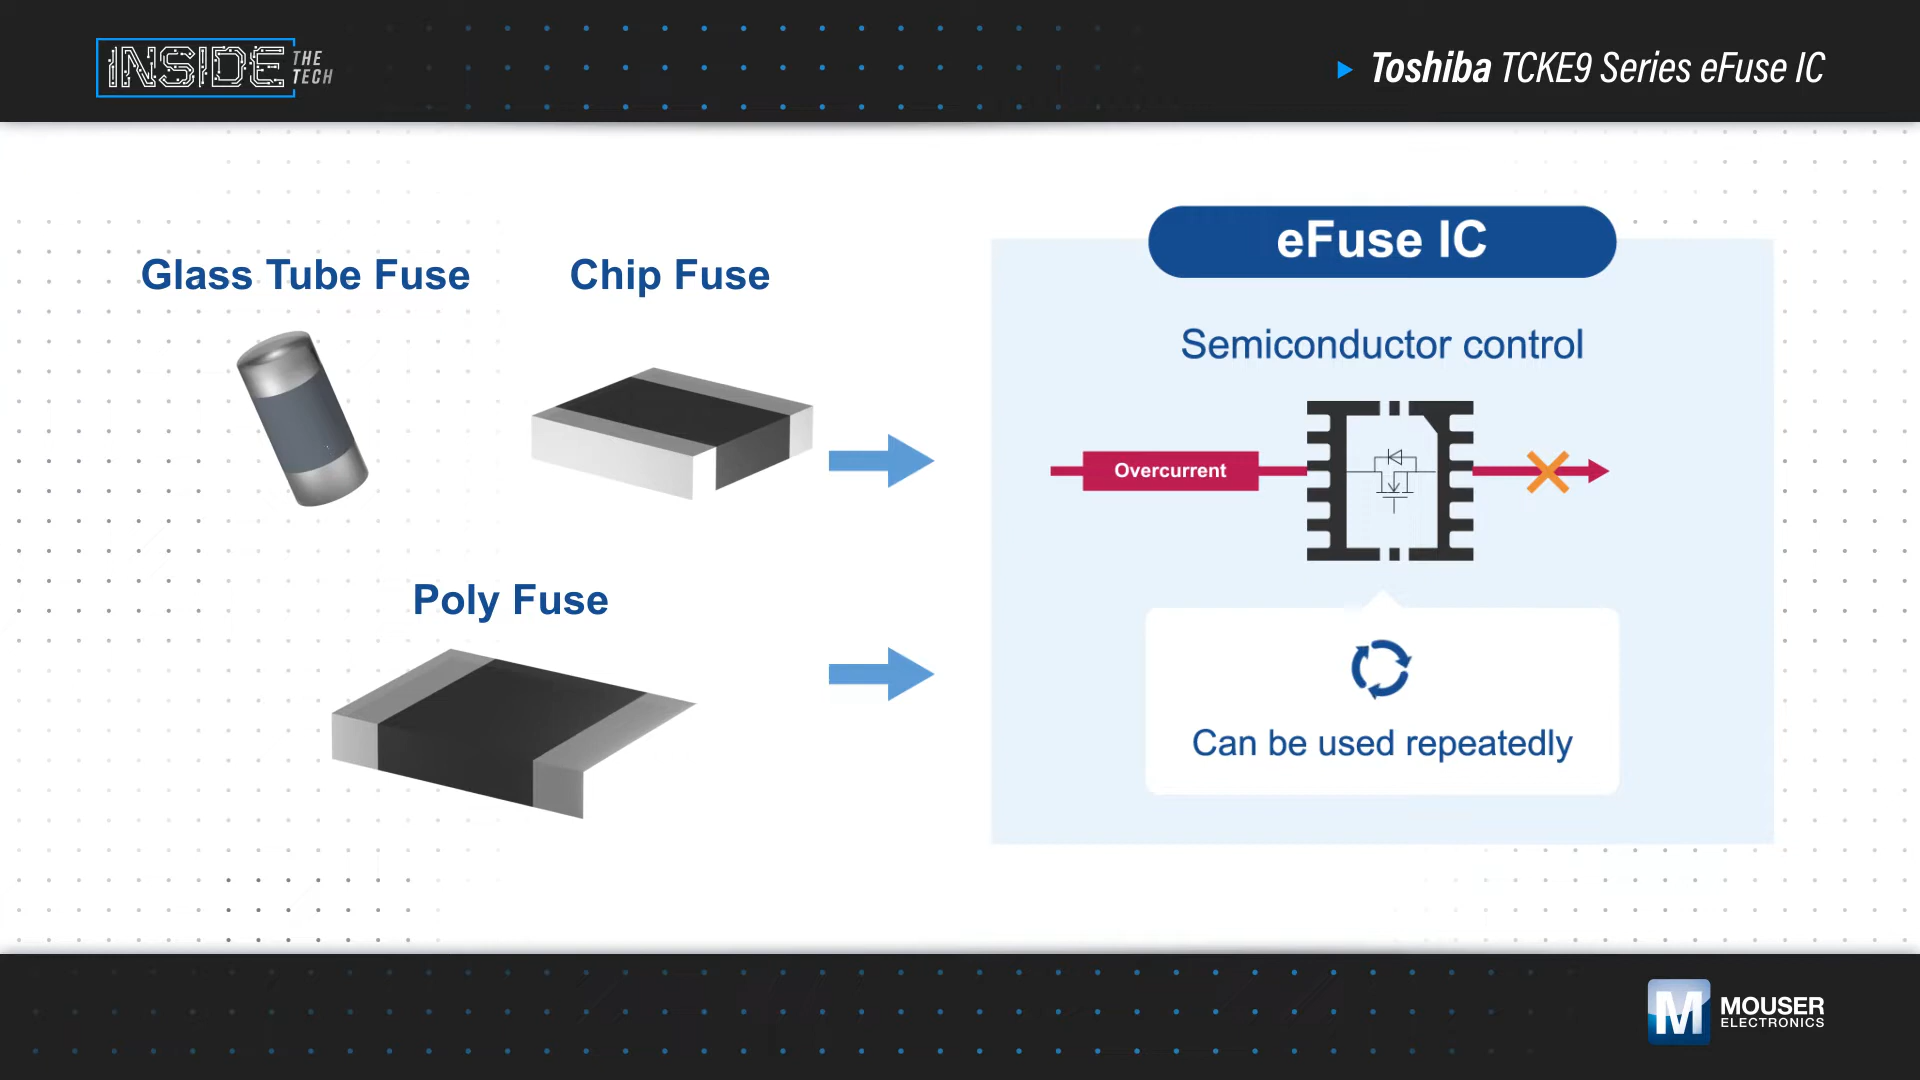 INSIDE THE TECH
Toshiba TCKE9 Series eFuse IC
Glass Tube Fuse
Chip Fuse
Poly Fuse
eFuse IC
Semiconductor control
Overcurrent
Can be used repeatedly
M MOUSER
ELECTRONICS